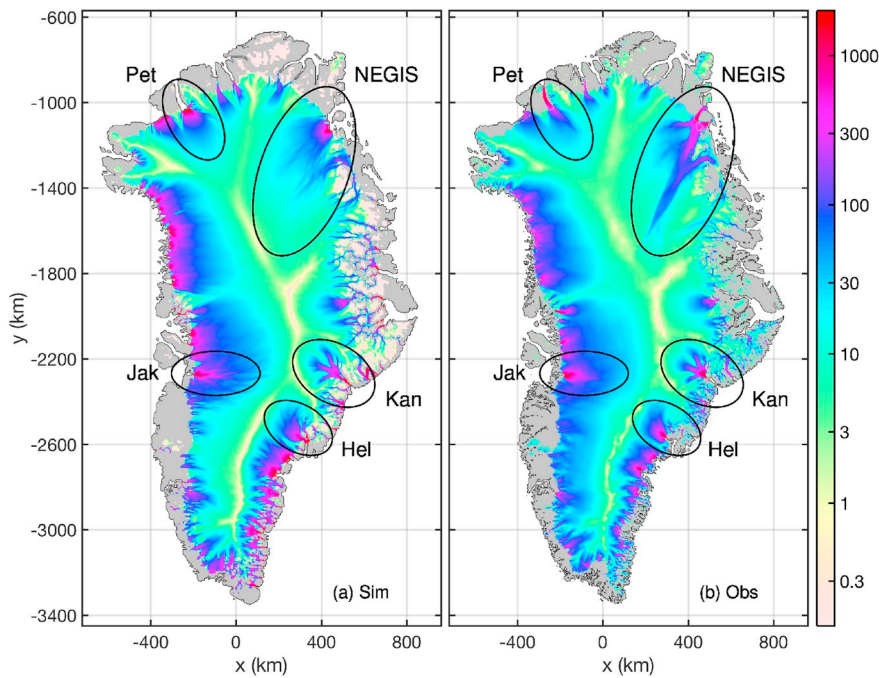 Pet
NEGIS
Jak
Kan
Hel
(a) Sim
Pet
NEGIS
Jak
Kan
Hel
(b) Obs
-600
-1000
-1400
-1800
-2200
-2600
-3000
-3400
y (km)
-400 0 400 800
x (km)
-400 0 400 800
x (km)
1000
300
100
30
10
3
1
0.3